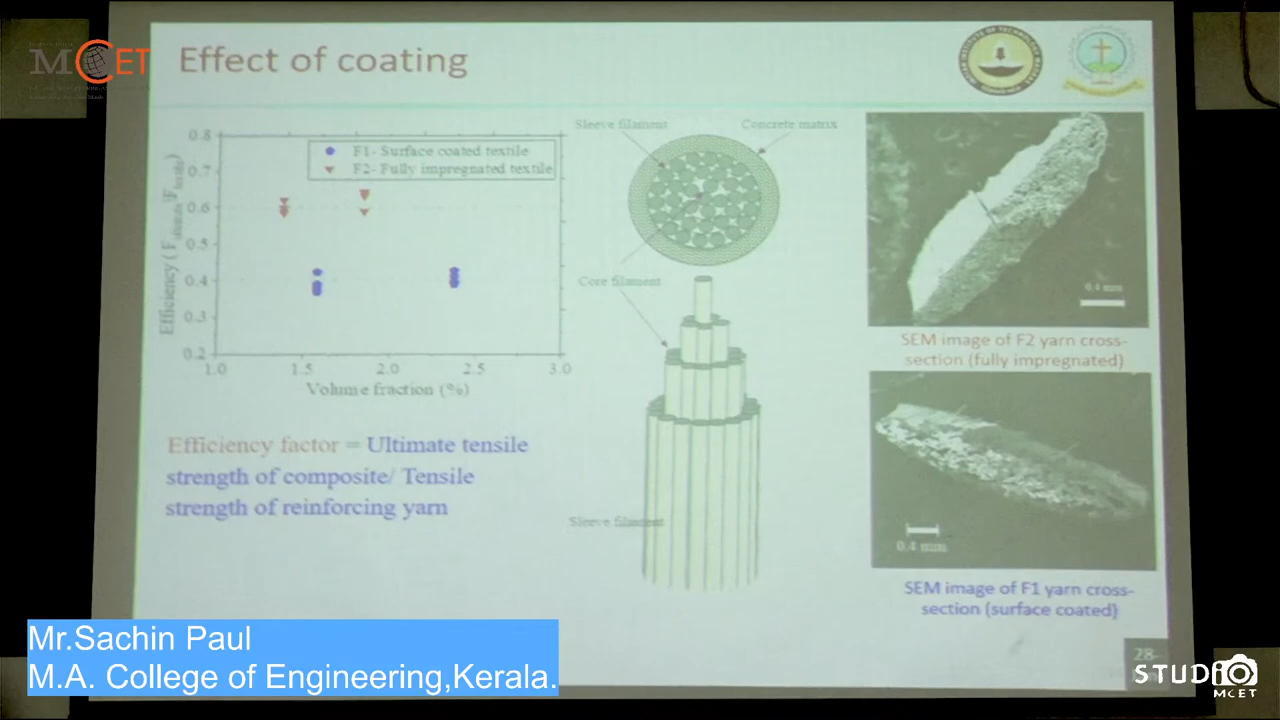 MCET
Effect of coating
F1- Surface coated textile
F2- Fully impregnated textile
0.8
0.7
0.6
0.5
0.4
0.3
0.2
Efficiency (F
1.0 1.5 2.0 2.5 3.0
Volume fraction (%)
Efficiency factor = Ultimate tensile
strength of composite/ Tensile
strength of reinforcing yarn
Sleeve filament
Concrete matrix
Core filament
Sleeve filament
0.4 mm
SEM image of F2 yarn cross-
section (fully impregnated)
0.4 mm
SEM image of F1 yarn cross-
section (surface coated)
28
Mr.Sachin Paul
M.A. College of Engineering,Kerala.
STUDIO
MCET